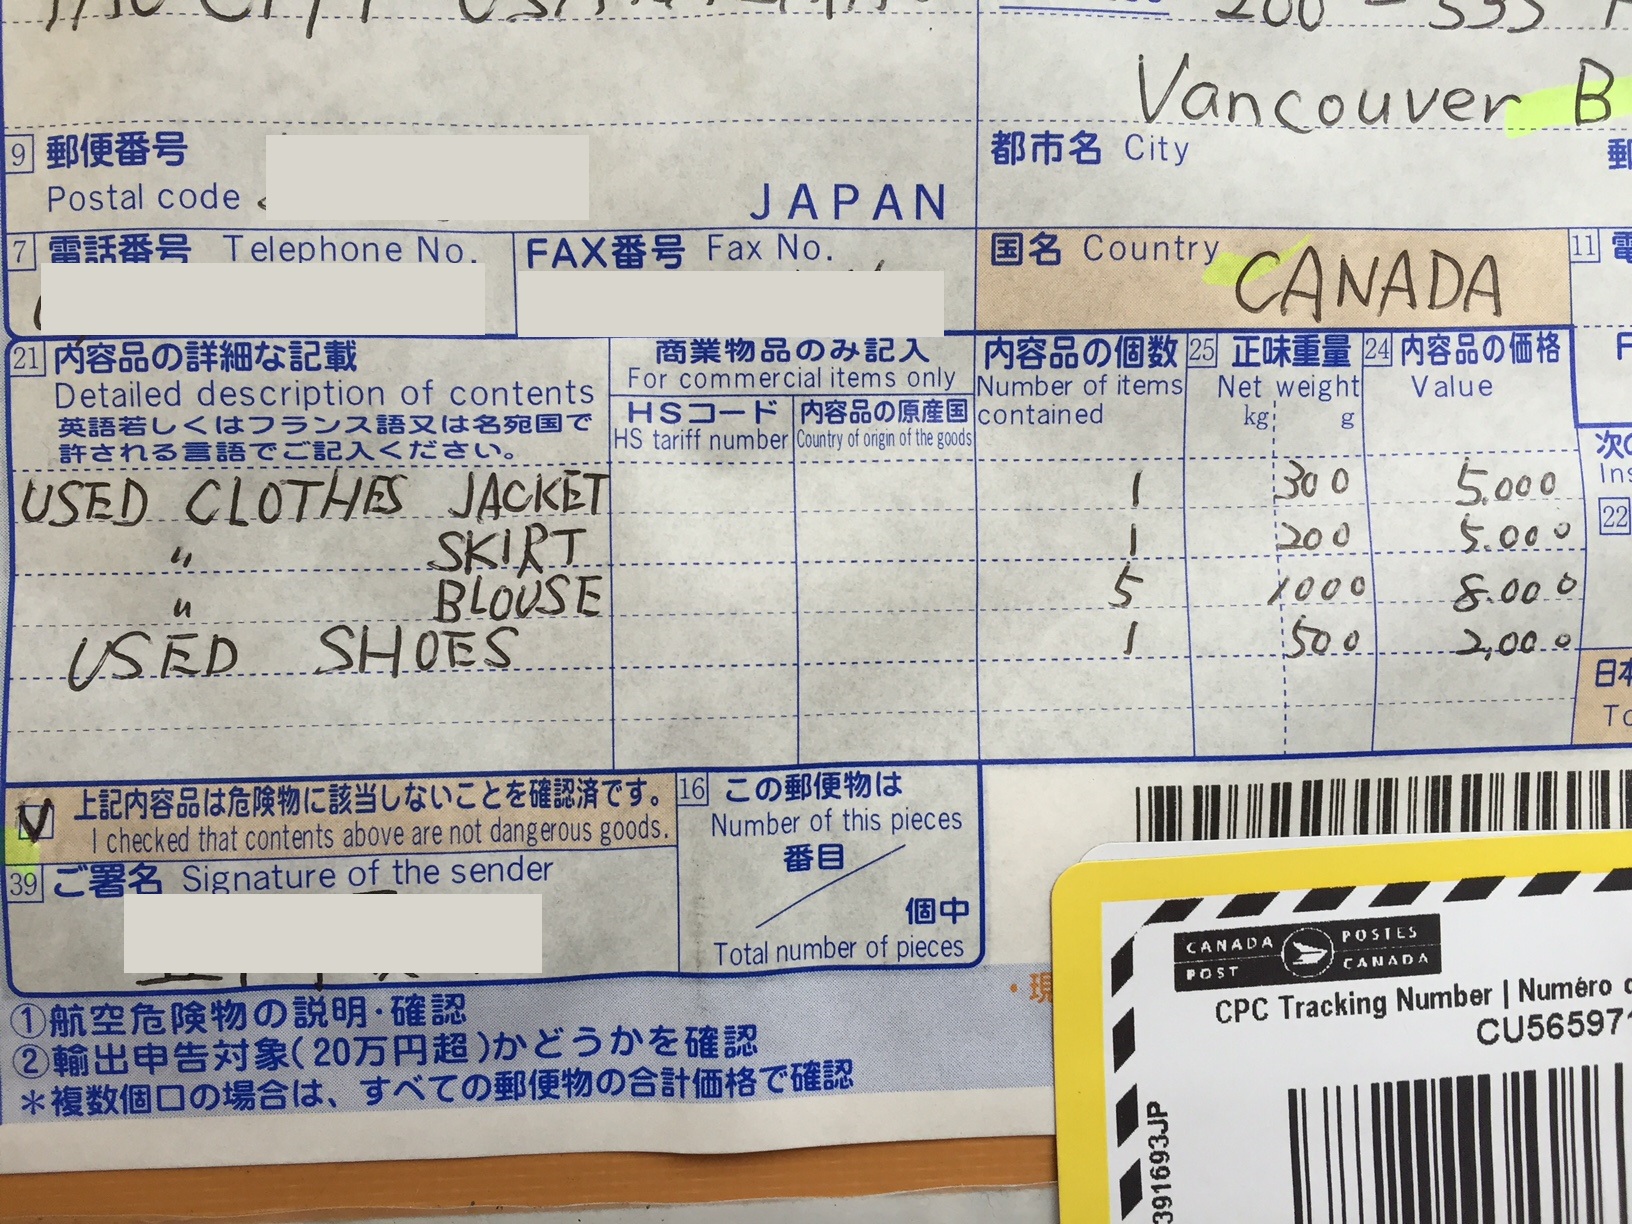 Vancouver B
9 郵便番号
Postal code
JAPAN
都市名 City
7 電話番号 Telephone No.
FAX番号 Fax No.
国名 Country CANADA
11
21 内容品の詳細な記載
Detailed description of contents
英語若しくはフランス語又は名宛国で
許される言語でご記入ください。
商業物品のみ記入
For commercial items only
HSコード
HS tariff number
内容品の原産国
Country of origin of the goods
内容品の個数
Number of items
contained
25 正味重量
Net weight
kg g
24 内容品の価格
Value
USED CLOTHES JACKET 1 300 5.000
〃 SKIRT 1 200 5.000
〃 BLOUSE 5 1000 8.000
USED SHOES 1 500 2,000
22
上記内容品は危険物に該当しないことを確認済です。
I checked that contents above are not dangerous goods.
39 ご署名 Signature of the sender
16 この郵便物は
Number of this pieces
番目
個中
Total number of pieces
①航空危険物の説明・確認
②輸出申告対象(20万円超)かどうかを確認
*複数個口の場合は、すべての郵便物の合計価格で確認
CANADA POST
POSTES CANADA
CPC Tracking Number | Numéro
CU56597
391693JP